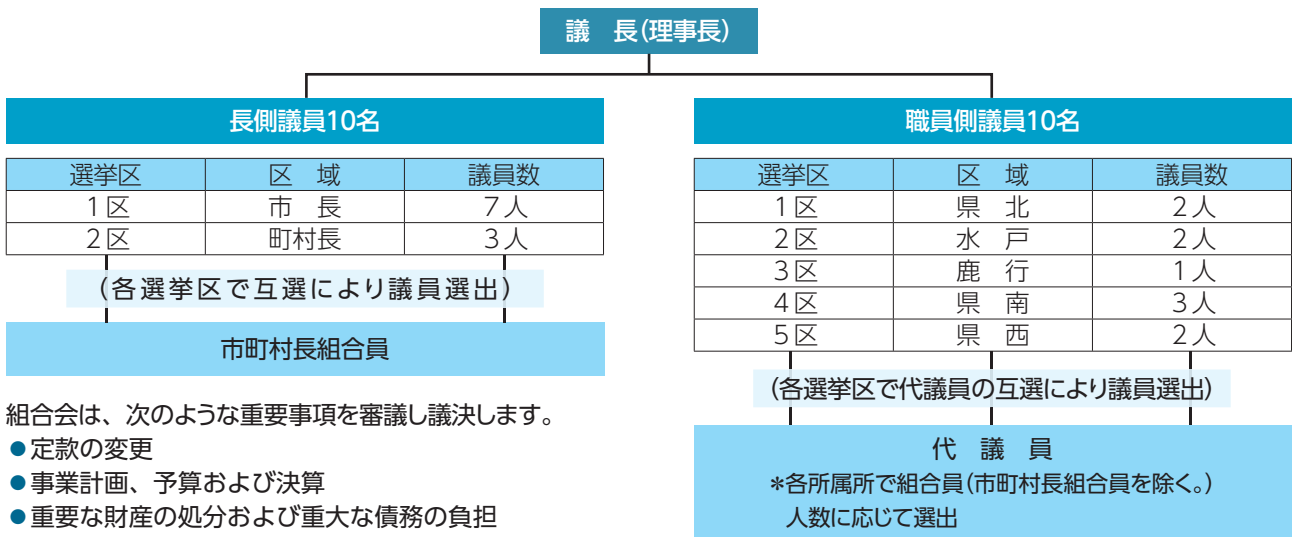 議　長(理事長)
長側議員10名
選挙区 区　域 議員数
1区 市　長 7人
2区 町村長 3人
(各選挙区で互選により議員選出)
市町村長組合員
組合会は、次のような重要事項を審議し議決します。
●定款の変更
●事業計画、予算および決算
●重要な財産の処分および重大な債務の負担
職員側議員10名
選挙区 区　域 議員数
1区 県　北 2人
2区 水　戸 2人
3区 鹿　行 1人
4区 県　南 3人
5区 県　西 2人
(各選挙区で代議員の互選により議員選出)
代　議　員
*各所属所で組合員(市町村長組合員を除く。)
人数に応じて選出